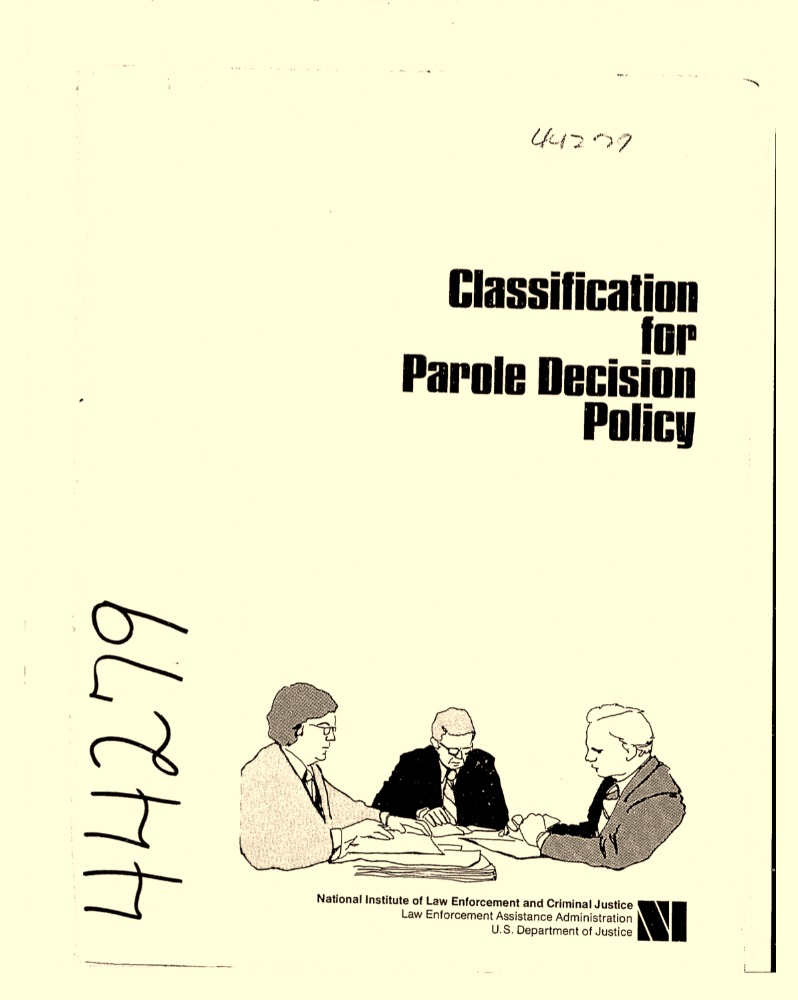 44279
Classification
for
Parole Decision
Policy
44279
National Institute of Law Enforcement and Criminal Justice
Law Enforcement Assistance Administration
U.S. Department of Justice